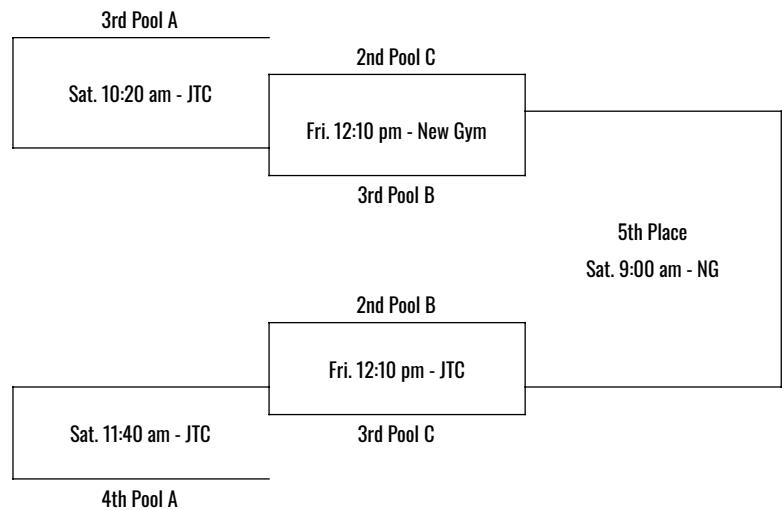 3rd Pool A
2nd Pool C
Sat. 10:20 am - JTC
Fri. 12:10 pm - New Gym
3rd Pool B
5th Place
Sat. 9:00 am - NG
2nd Pool B
Fri. 12:10 pm - JTC
Sat. 11:40 am - JTC
3rd Pool C
4th Pool A